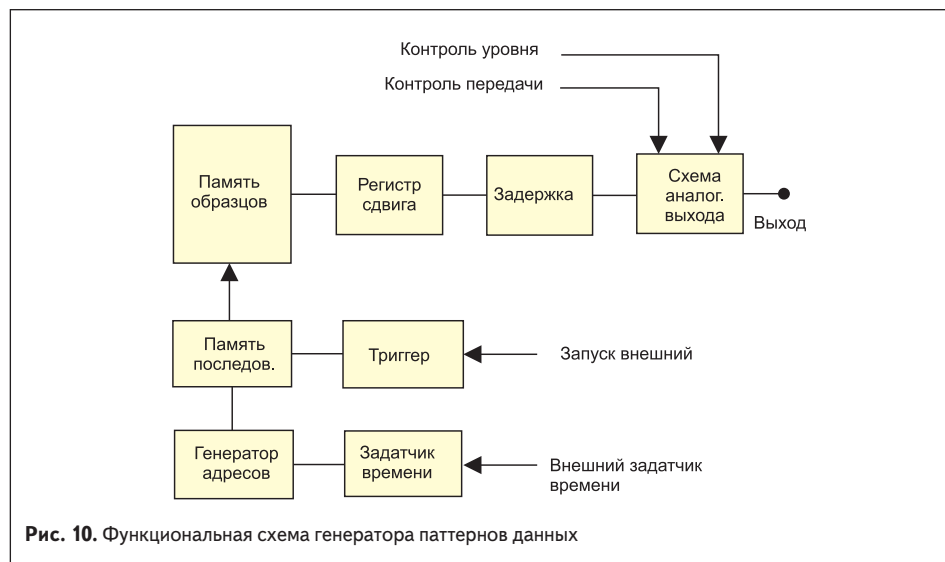 Контроль уровня
Контроль передачи
Память
образцов
Регистр
сдвига
Задержка
Схема
аналог.
выхода
Выход
Память
последов.
Триггер
Запуск внешний
Генератор
адресов
Задатчик
времени
Внешний задатчик
времени
Рис. 10. Функциональная схема генератора паттернов данных